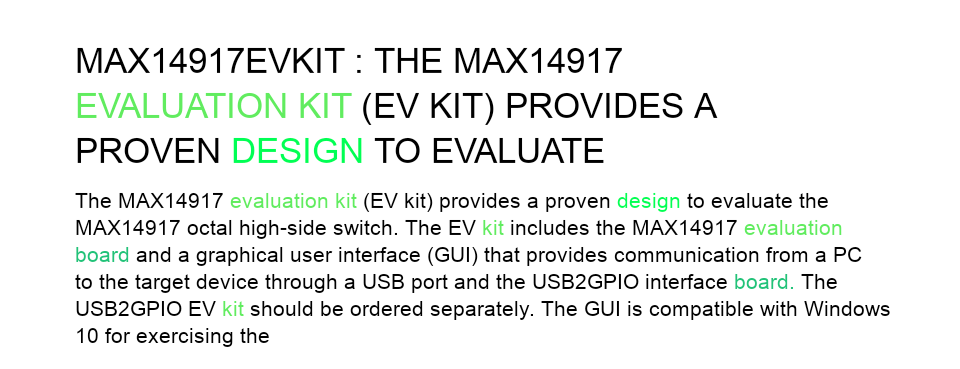 MAX14917EVKIT : THE MAX14917
EVALUATION KIT (EV KIT) PROVIDES A
PROVEN DESIGN TO EVALUATE
The MAX14917 evaluation kit (EV kit) provides a proven design to evaluate the
MAX14917 octal high-side switch. The EV kit includes the MAX14917 evaluation
board and a graphical user interface (GUI) that provides communication from a PC
to the target device through a USB port and the USB2GPIO interface board. The
USB2GPIO EV kit should be ordered separately. The GUI is compatible with Windows
10 for exercising the